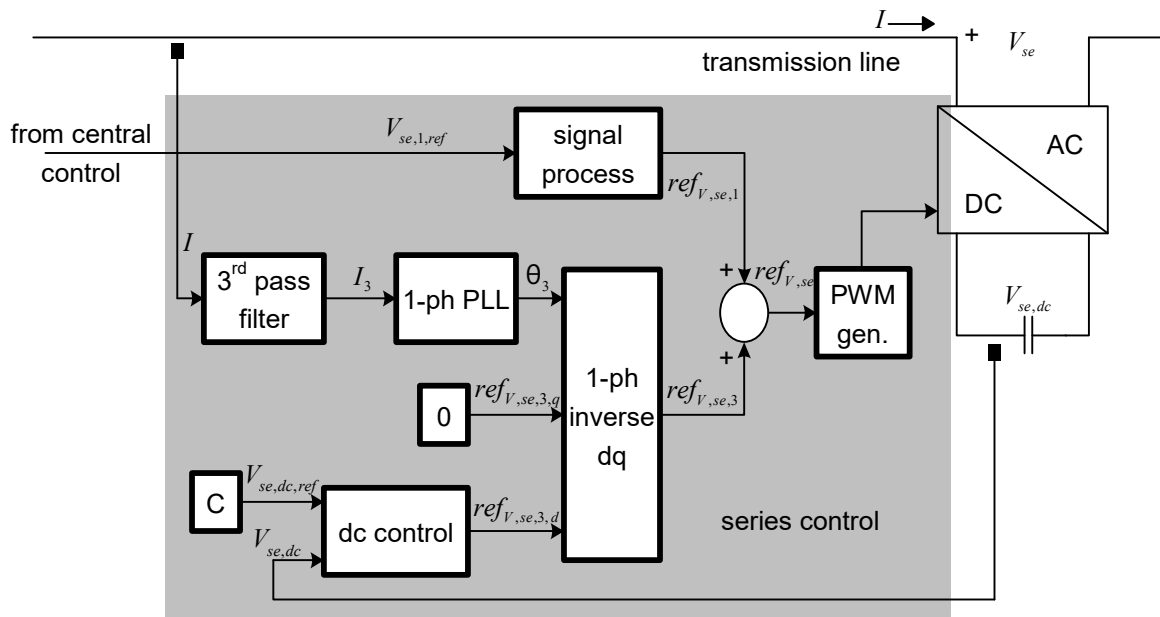 I
+
V_se
transmission line
from central
control
V_se,1,ref
signal
process
ref_V,se,1
AC
DC
I
3rd pass
filter
I_3
1-ph PLL
θ_3
+
ref_V,se
PWM
gen.
V_se,dc
+
1-ph
inverse
dq
0
ref_V,se,3,q
ref_V,se,3
C
V_se,dc,ref
dc control
ref_V,se,3,d
V_se,dc
series control